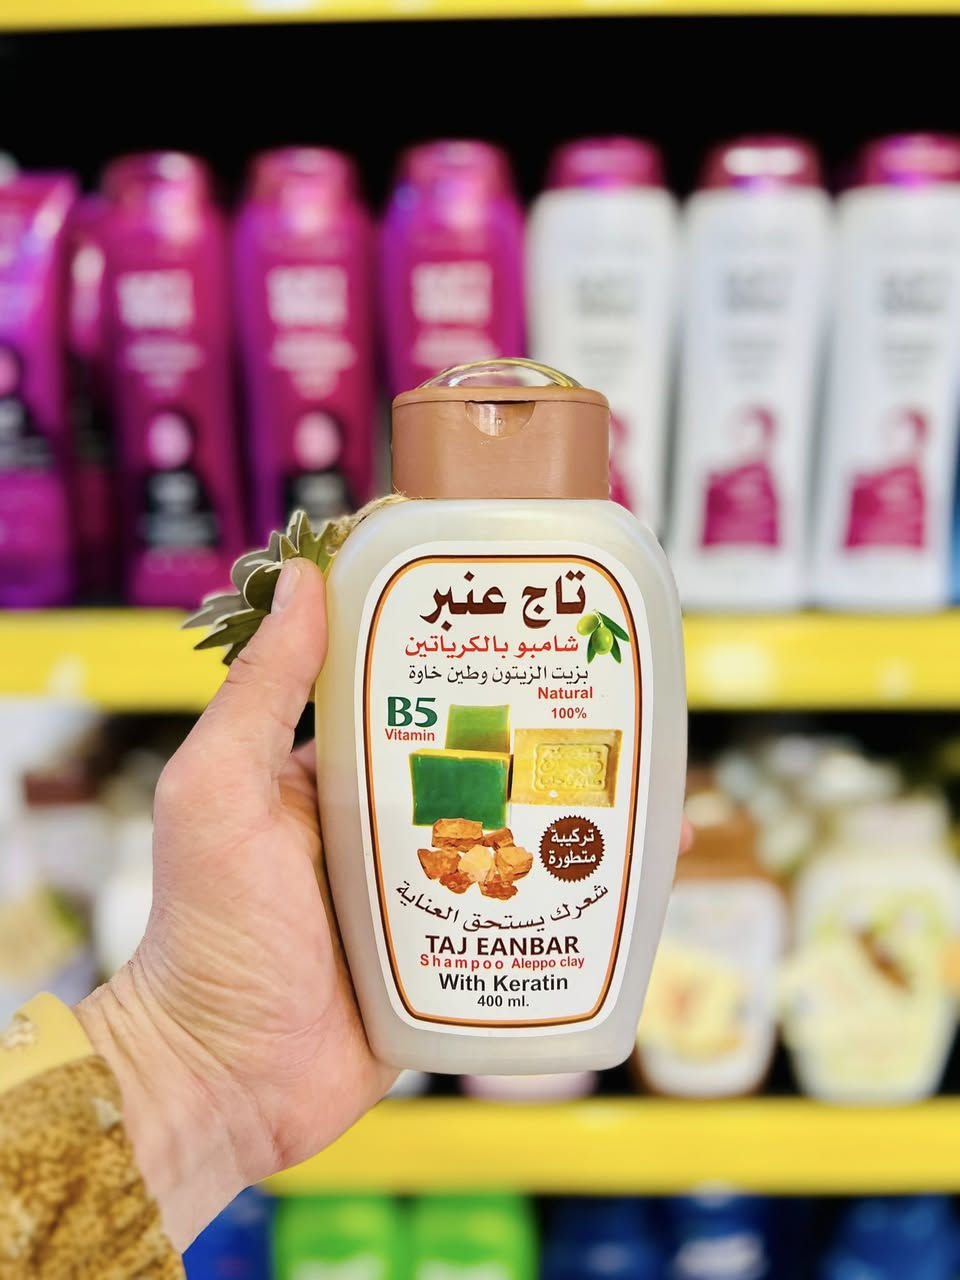 تاج عنبر
شامبو بالكرياتين
بزيت الزيتون وطين خاوة
Natural
100%
B5
Vitamin
تركيبة
متطورة
شعرك يستحق العناية
TAJ EANBAR
Shampoo Aleppo clay
With Keratin
400 ml.